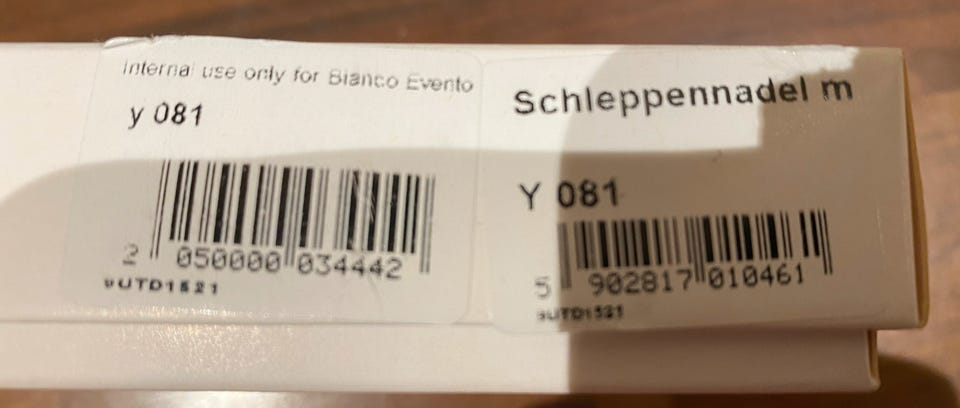 Internal use only for Bianco Evento
y 081
2 050000 034442
9UTD1521
Schleppennadel m
Y 081
5 902817 010461
9UTD1521